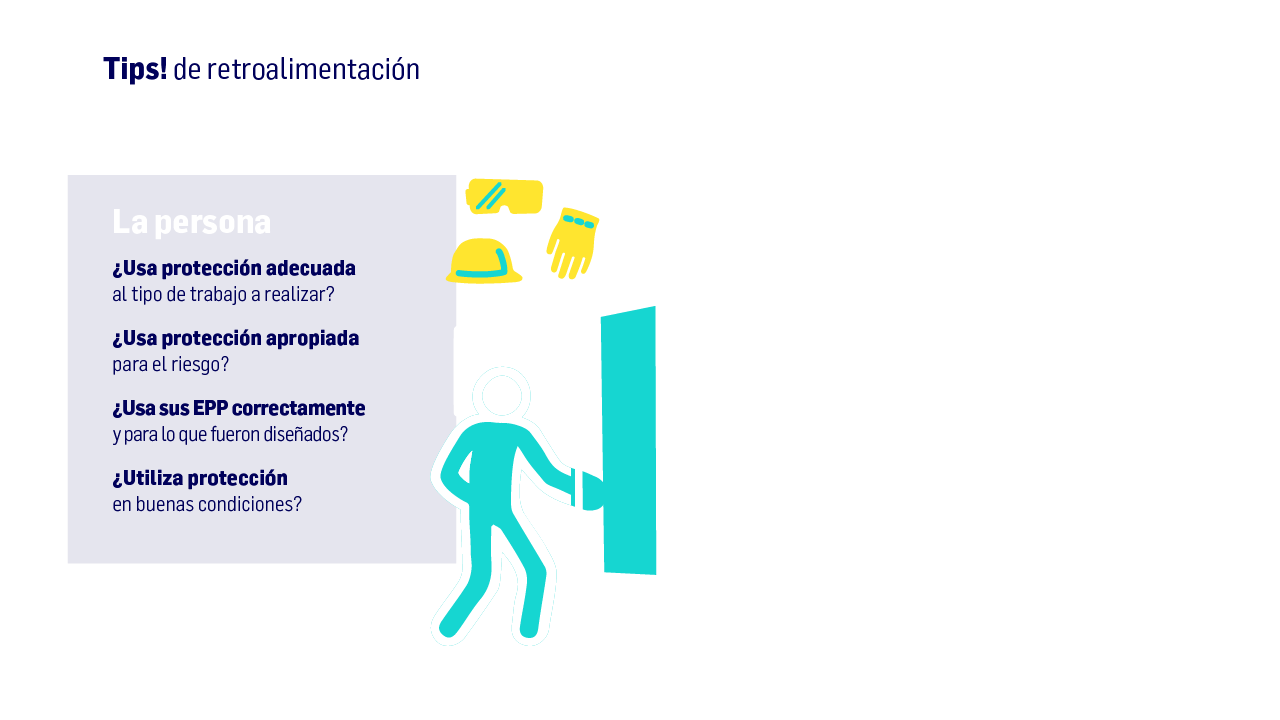 Tips! de retroalimentación
La persona
¿Usa protección adecuada
al tipo de trabajo a realizar?
¿Usa protección apropiada
para el riesgo?
¿Usa sus EPP correctamente
y para lo que fueron diseñados?
¿Utiliza protección
en buenas condiciones?